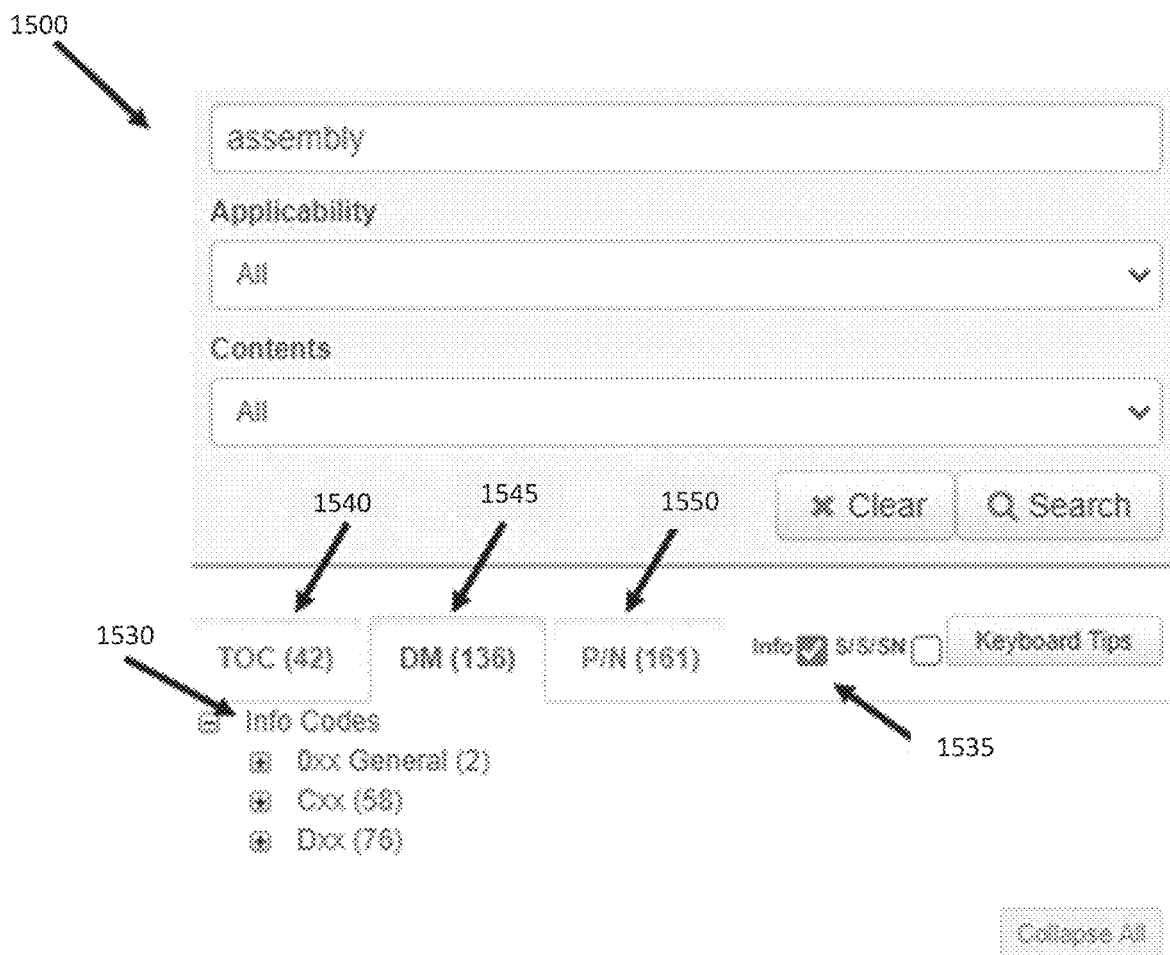 1500
assembly
Applicability
All
Contents
All
1540 1545 1550
Clear Search
1530
TOC (42) DM (136) P/N (161) Info S/S/SN Keyboard Tips
Info Codes
1535
0xx General (2)
Cxx (58)
Dxx (76)
Collapse All